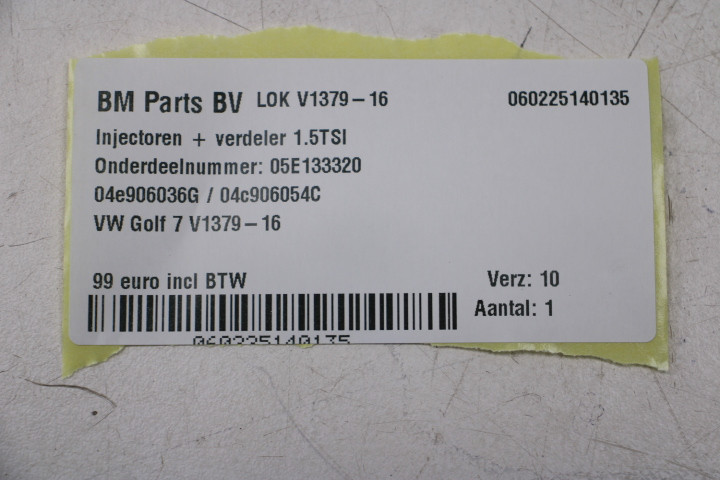 BM Parts BV LOK V1379-16 060225140135
Injectoren + verdeler 1.5TSI
Onderdeelnummer: 05E133320
04e906036G / 04c906054C
VW Golf 7 V1379-16
99 euro incl BTW Verz: 10
Aantal: 1
060225140135